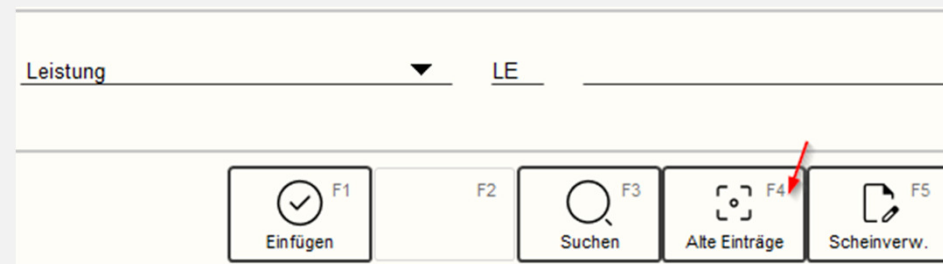 Leistung LE
F1 F2 F3 F4 F5
Einfügen Suchen Alte Einträge Scheinverw.